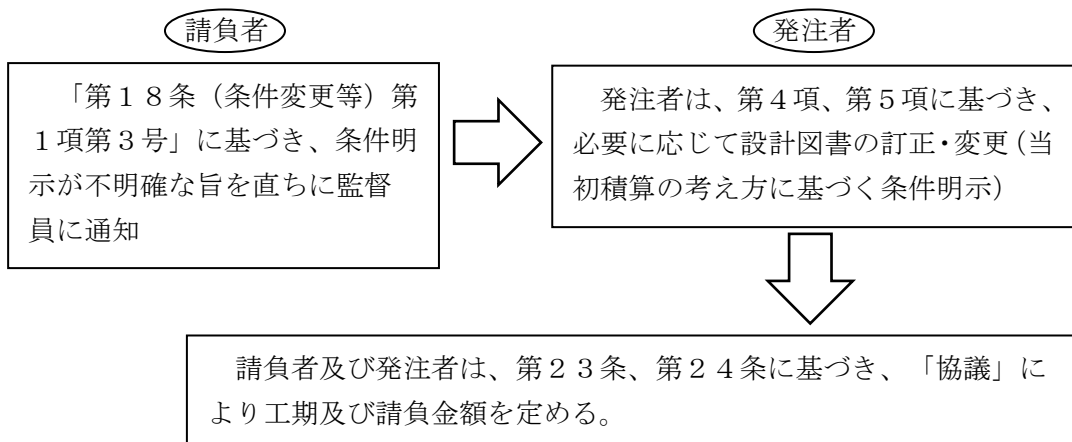 請負者
「第１８条（条件変更等）第
１項第３号」に基づき、条件明
示が不明確な旨を直ちに監督
員に通知
発注者
発注者は、第４項、第５項に基づき、
必要に応じて設計図書の訂正・変更（当
初積算の考え方に基づく条件明示）
請負者及び発注者は、第２３条、第２４条に基づき、「協議」に
より工期及び請負金額を定める。